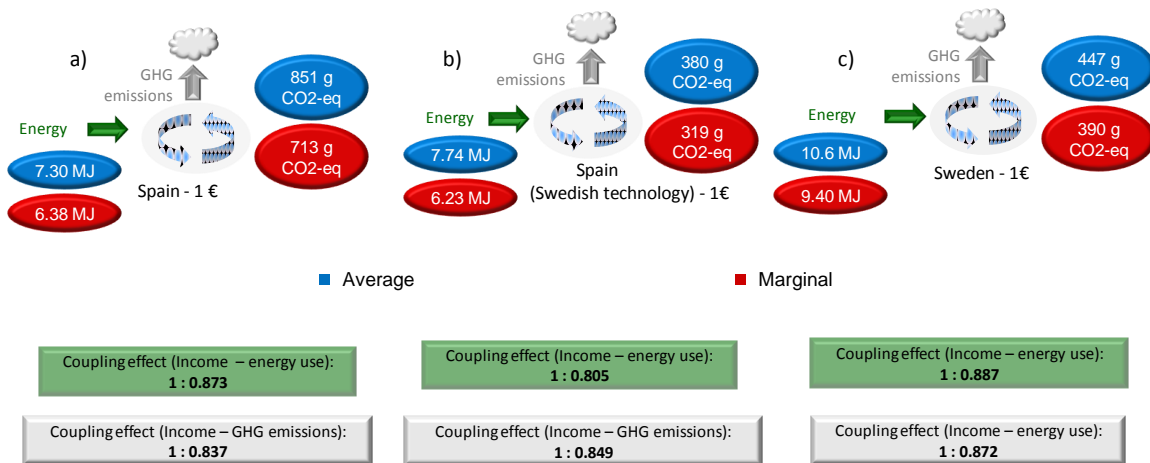 a)
GHG
emissions
851 g
CO2-eq
Energy
713 g
CO2-eq
7.30 MJ
6.38 MJ
Spain - 1 €
b)
GHG
emissions
380 g
CO2-eq
Energy
319 g
CO2-eq
7.74 MJ
6.23 MJ
Spain
(Swedish technology) - 1€
c)
GHG
emissions
447 g
CO2-eq
Energy
390 g
CO2-eq
10.6 MJ
9.40 MJ
Sweden - 1€
Average
Marginal
Coupling effect (Income – energy use):
1 : 0.873
Coupling effect (Income – energy use):
1 : 0.805
Coupling effect (Income – energy use):
1 : 0.887
Coupling effect (Income – GHG emissions):
1 : 0.837
Coupling effect (Income – GHG emissions):
1 : 0.849
Coupling effect (Income – energy use):
1 : 0.872